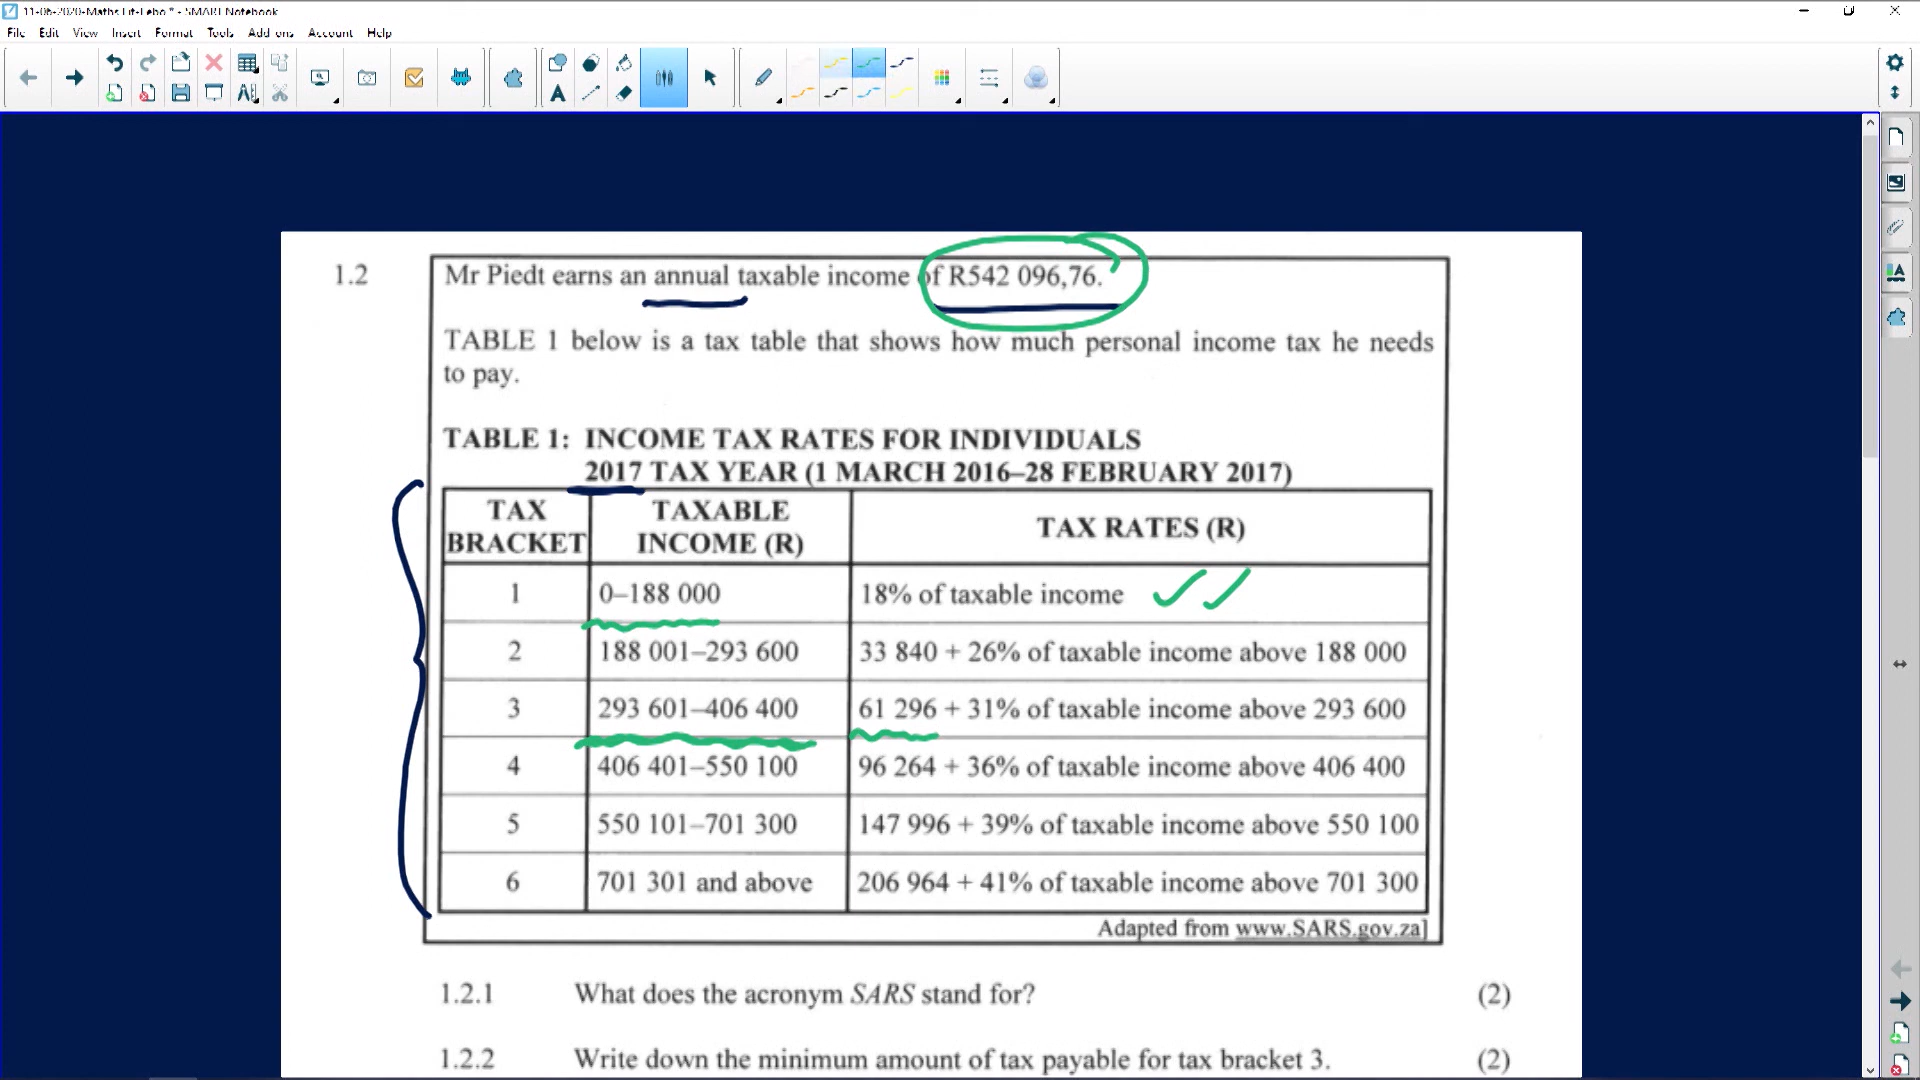 11-06-2020-Maths Lit-Lebo * - SMART Notebook
File Edit View Insert Format Tools Add-ons Account Help
1.2 Mr Piedt earns an annual taxable income of R542 096,76.
TABLE 1 below is a tax table that shows how much personal income tax he needs
to pay.
TABLE 1: INCOME TAX RATES FOR INDIVIDUALS
2017 TAX YEAR (1 MARCH 2016–28 FEBRUARY 2017)
TAX BRACKET TAXABLE INCOME (R) TAX RATES (R)
1 0–188 000 18% of taxable income
2 188 001–293 600 33 840 + 26% of taxable income above 188 000
3 293 601–406 400 61 296 + 31% of taxable income above 293 600
4 406 401–550 100 96 264 + 36% of taxable income above 406 400
5 550 101–701 300 147 996 + 39% of taxable income above 550 100
6 701 301 and above 206 964 + 41% of taxable income above 701 300
Adapted from www.SARS.gov.za]
1.2.1 What does the acronym SARS stand for? (2)
1.2.2 Write down the minimum amount of tax payable for tax bracket 3. (2)